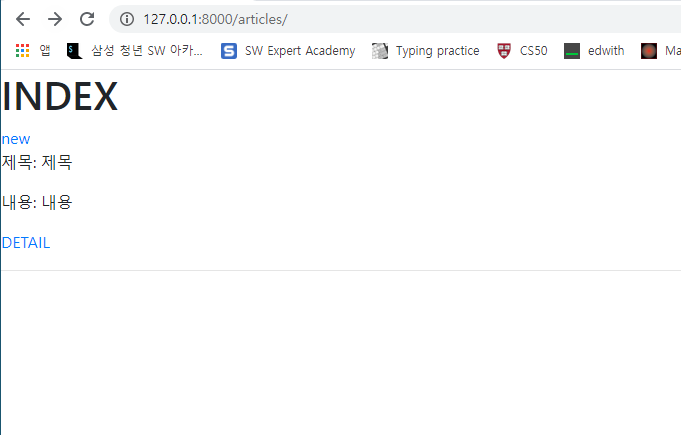 127.0.0.1:8000/articles/
앱 삼성 청년 SW 아카... SW Expert Academy Typing practice CS50 edwith Ma
INDEX
new
제목: 제목
내용: 내용
DETAIL